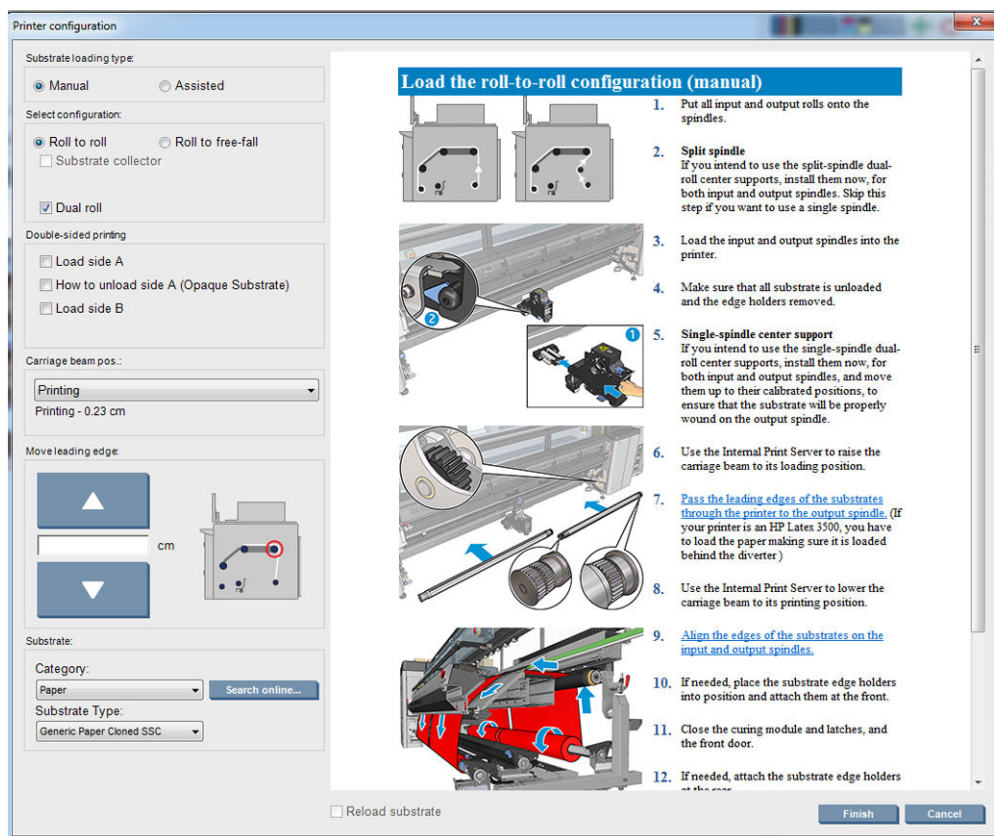 Printer configuration
x
Substrate loading type:
Manual
Assisted
Select configuration:
Roll to roll
Roll to free-fall
Substrate collector
Dual roll
Double-sided printing
Load side A
How to unload side A (Opaque Substrate)
Load side B
Carriage beam pos.:
Printing
Printing - 0.23 cm
Move leading edge:
cm
Substrate:
Category:
Paper
Search online...
Substrate Type:
Generic Paper Cloned SSC
Load the roll-to-roll configuration (manual)
1. Put all input and output rolls onto the
spindles.
2. Split spindle
If you intend to use the split-spindle dual-
roll center supports, install them now, for
both input and output spindles. Skip this
step if you want to use a single spindle.
3. Load the input and output spindles into the
printer.
4. Make sure that all substrate is unloaded
and the edge holders removed.
2
1
5. Single-spindle center support
If you intend to use the single-spindle dual-
roll center supports, install them now, for
both input and output spindles, and move
them up to their calibrated positions, to
ensure that the substrate will be properly
wound on the output spindle.
6. Use the Internal Print Server to raise the
carriage beam to its loading position.
7. Pass the leading edges of the substrates
through the printer to the output spindle. (If
your printer is an HP Latex 3500, you have
to load the paper making sure it is loaded
behind the diverter )
8. Use the Internal Print Server to lower the
carriage beam to its printing position.
9. Align the edges of the substrates on the
input and output spindles.
10. If needed, place the substrate edge holders
into position and attach them at the front.
11. Close the curing module and latches, and
the front door.
12. If needed, attach the substrate edge holders
at the rear.
Reload substrate
Finish
Cancel